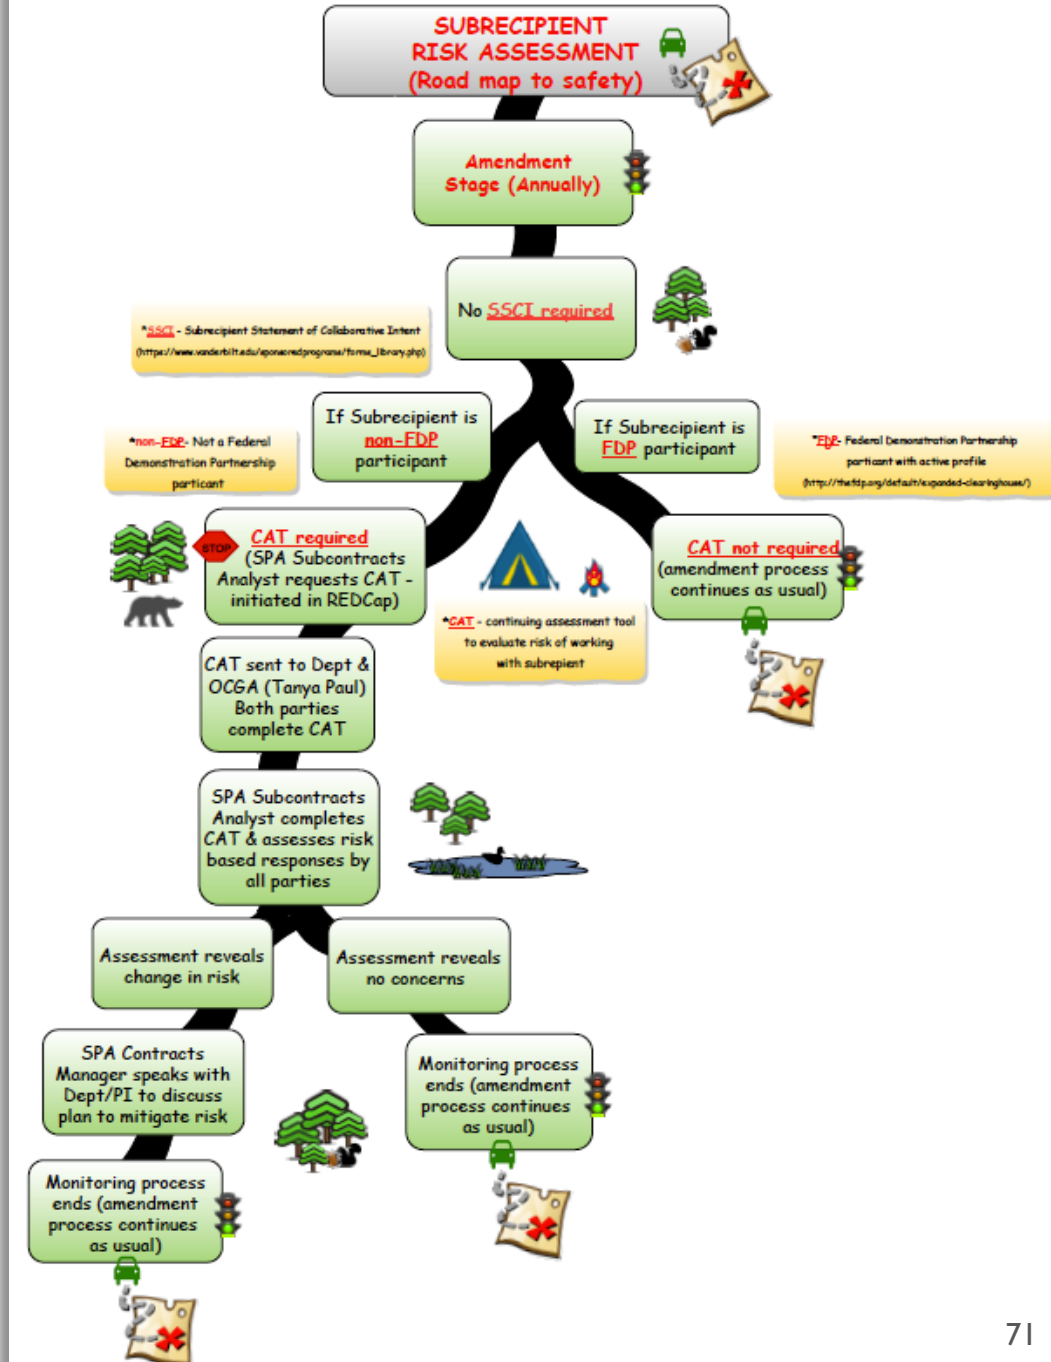 SUBRECIPIENT
RISK ASSESSMENT
(Road map to safety)
Amendment
Stage (Annually)
No SSCI required
*SSCI - Subrecipient Statement of Collaborative Intent
(https://www.vanderbilt.edu/sponsoredprograms/forms_library.php)
If Subrecipient is
non-FDP
participant
If Subrecipient is
FDP participant
*non-FDP- Not a Federal
Demonstration Partnership
particant
*FDP- Federal Demonstration Partnership
particant with active profile
(http://thefdp.org/default/expanded-clearinghouse/)
STOP
CAT required
(SPA Subcontracts
Analyst requests CAT -
initiated in REDCap)
CAT not required
(amendment process
continues as usual)
*CAT - continuing assessment tool
to evaluate risk of working
with subrepient
CAT sent to Dept &
OCGA (Tanya Paul)
Both parties
complete CAT
SPA Subcontracts
Analyst completes
CAT & assesses risk
based responses by
all parties
Assessment reveals
change in risk
Assessment reveals
no concerns
SPA Contracts
Manager speaks with
Dept/PI to discuss
plan to mitigate risk
Monitoring process
ends (amendment
process continues
as usual)
Monitoring process
ends (amendment
process continues
as usual)
71